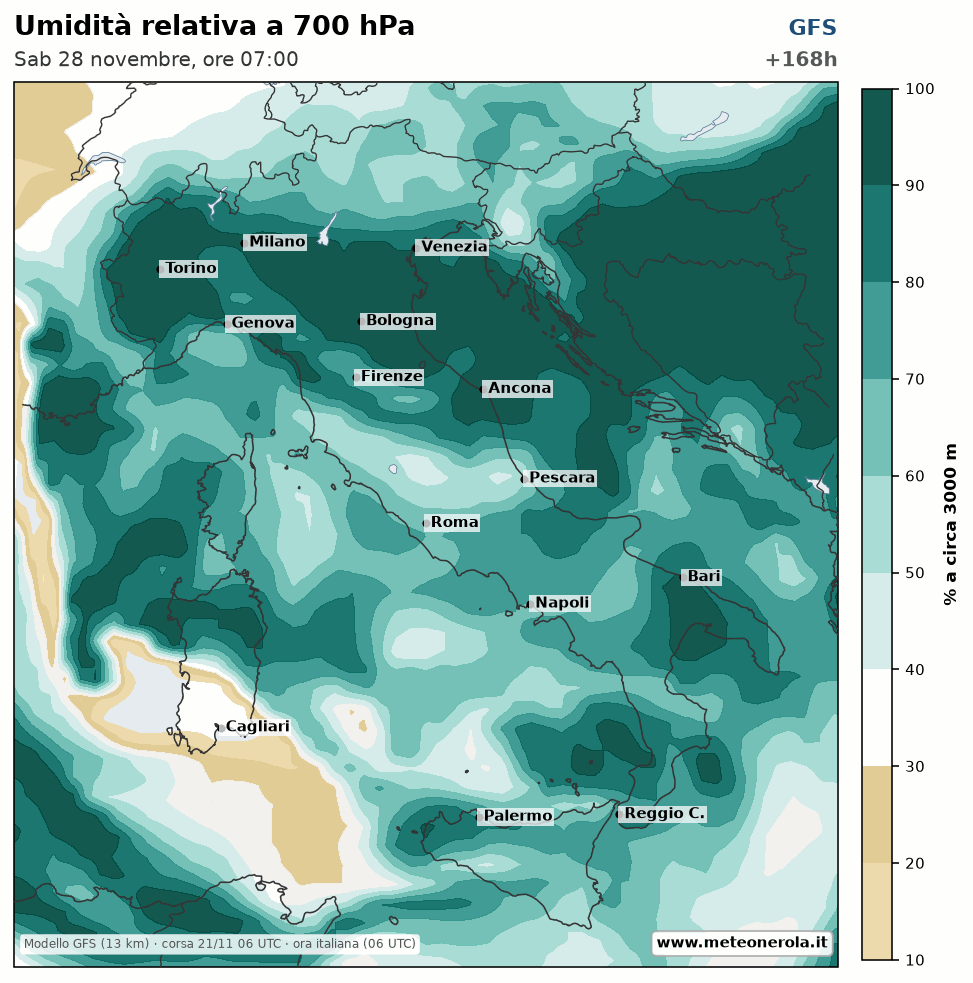 Umidità relativa a 700 hPa
GFS
Sab 28 novembre, ore 07:00
+168h
100
90
80
70
60
50
40
30
20
10
% a circa 3000 m
Milano
Venezia
Torino
Genova
Bologna
Firenze
Ancona
Pescara
Roma
Bari
Napoli
Cagliari
Palermo
Reggio C.
Modello GFS (13 km) · corsa 21/11 06 UTC · ora italiana (06 UTC)
www.meteonerola.it